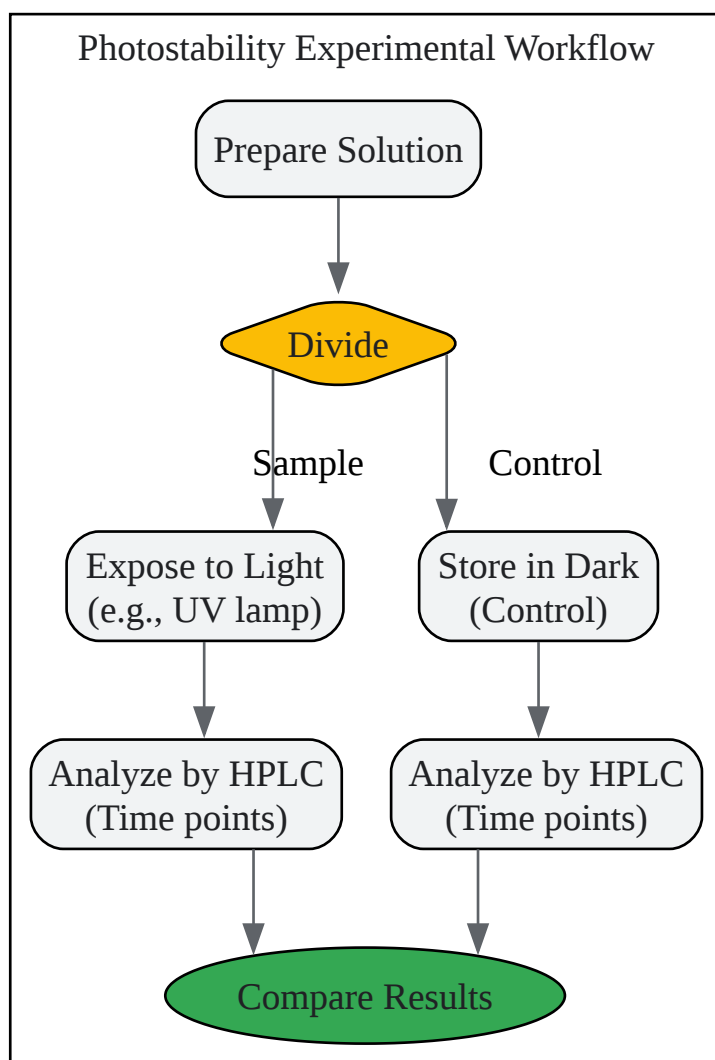 Photostability Experimental Workflow
Prepare Solution
Divide
Sample
Control
Expose to Light
(e.g., UV lamp)
Store in Dark
(Control)
Analyze by HPLC
(Time points)
Analyze by HPLC
(Time points)
Compare Results